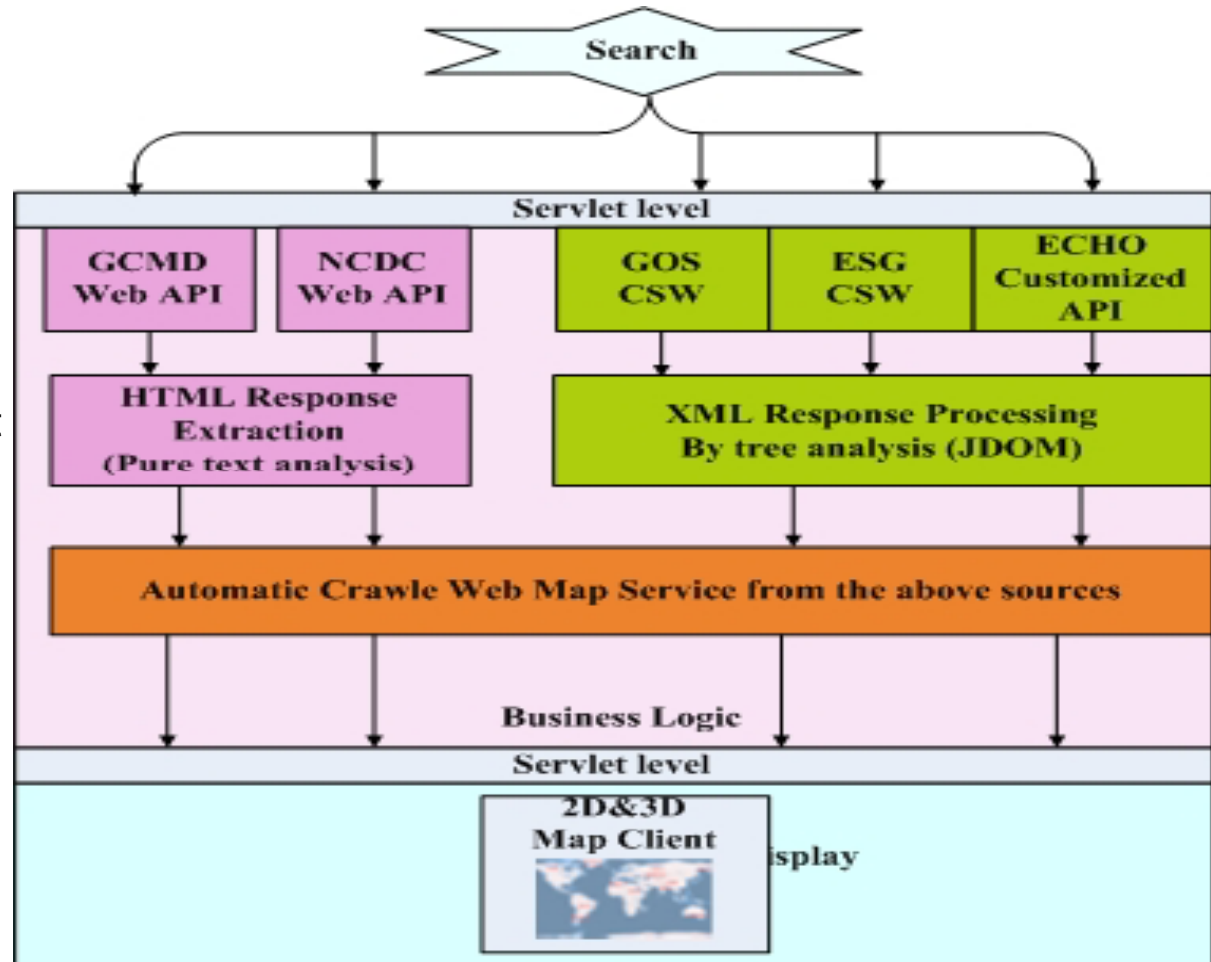 Search
Servlet level
GCMD
Web API
NCDC
Web API
GOS
CSW
ESG
CSW
ECHO
Customized
API
HTML Response
Extraction
(Pure text analysis)
XML Response Processing
By tree analysis (JDOM)
Automatic Crawle Web Map Service from the above sources
Business Logic
Servlet level
2D&3D
Map Client
isplay